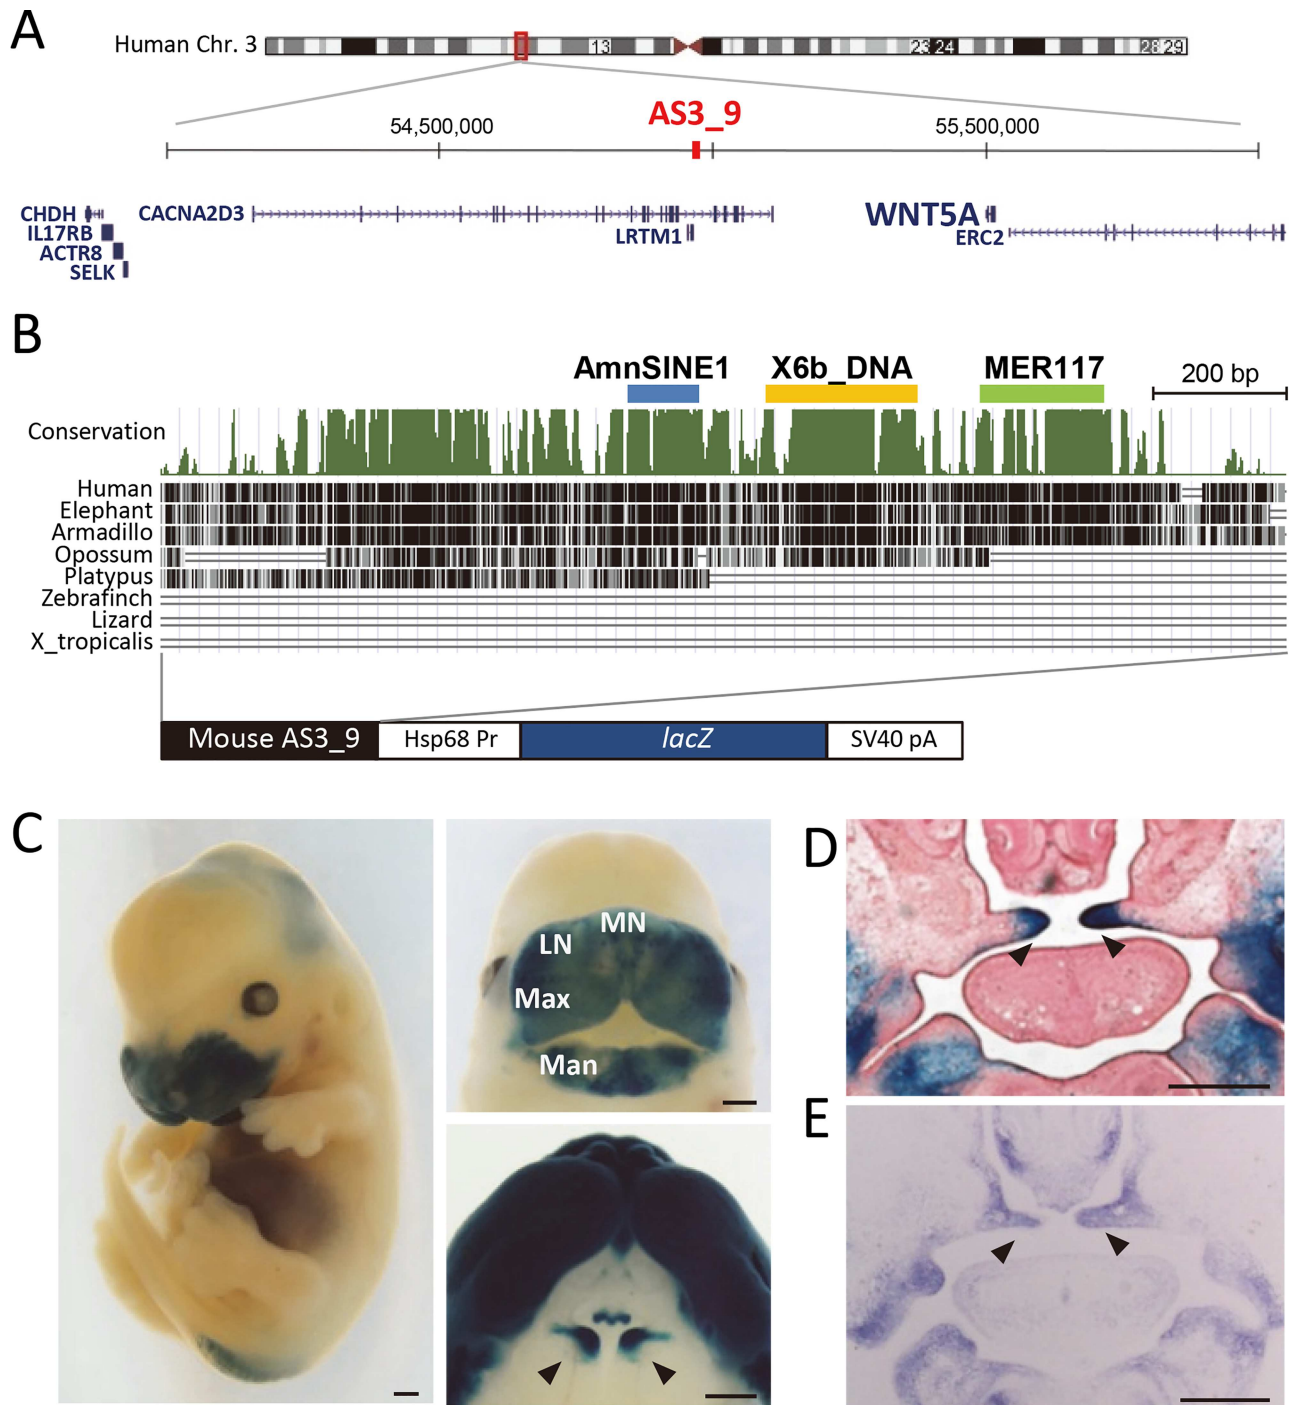 A
Human Chr. 3
13
23 24
28 29
AS3_9
54,500,000
55,500,000
CHDH
CACNA2D3
WNT5A
IL17RB
LRTM1
ERC2
ACTR8
SELK
B
AmnSINE1
X6b_DNA
MER117
200 bp
Conservation
Human
Elephant
Armadillo
Opossum
Platypus
Zebrafinch
Lizard
X_tropicalis
Mouse AS3_9
Hsp68 Pr
lacZ
SV40 pA
C
MN
LN
Max
Man
D
E